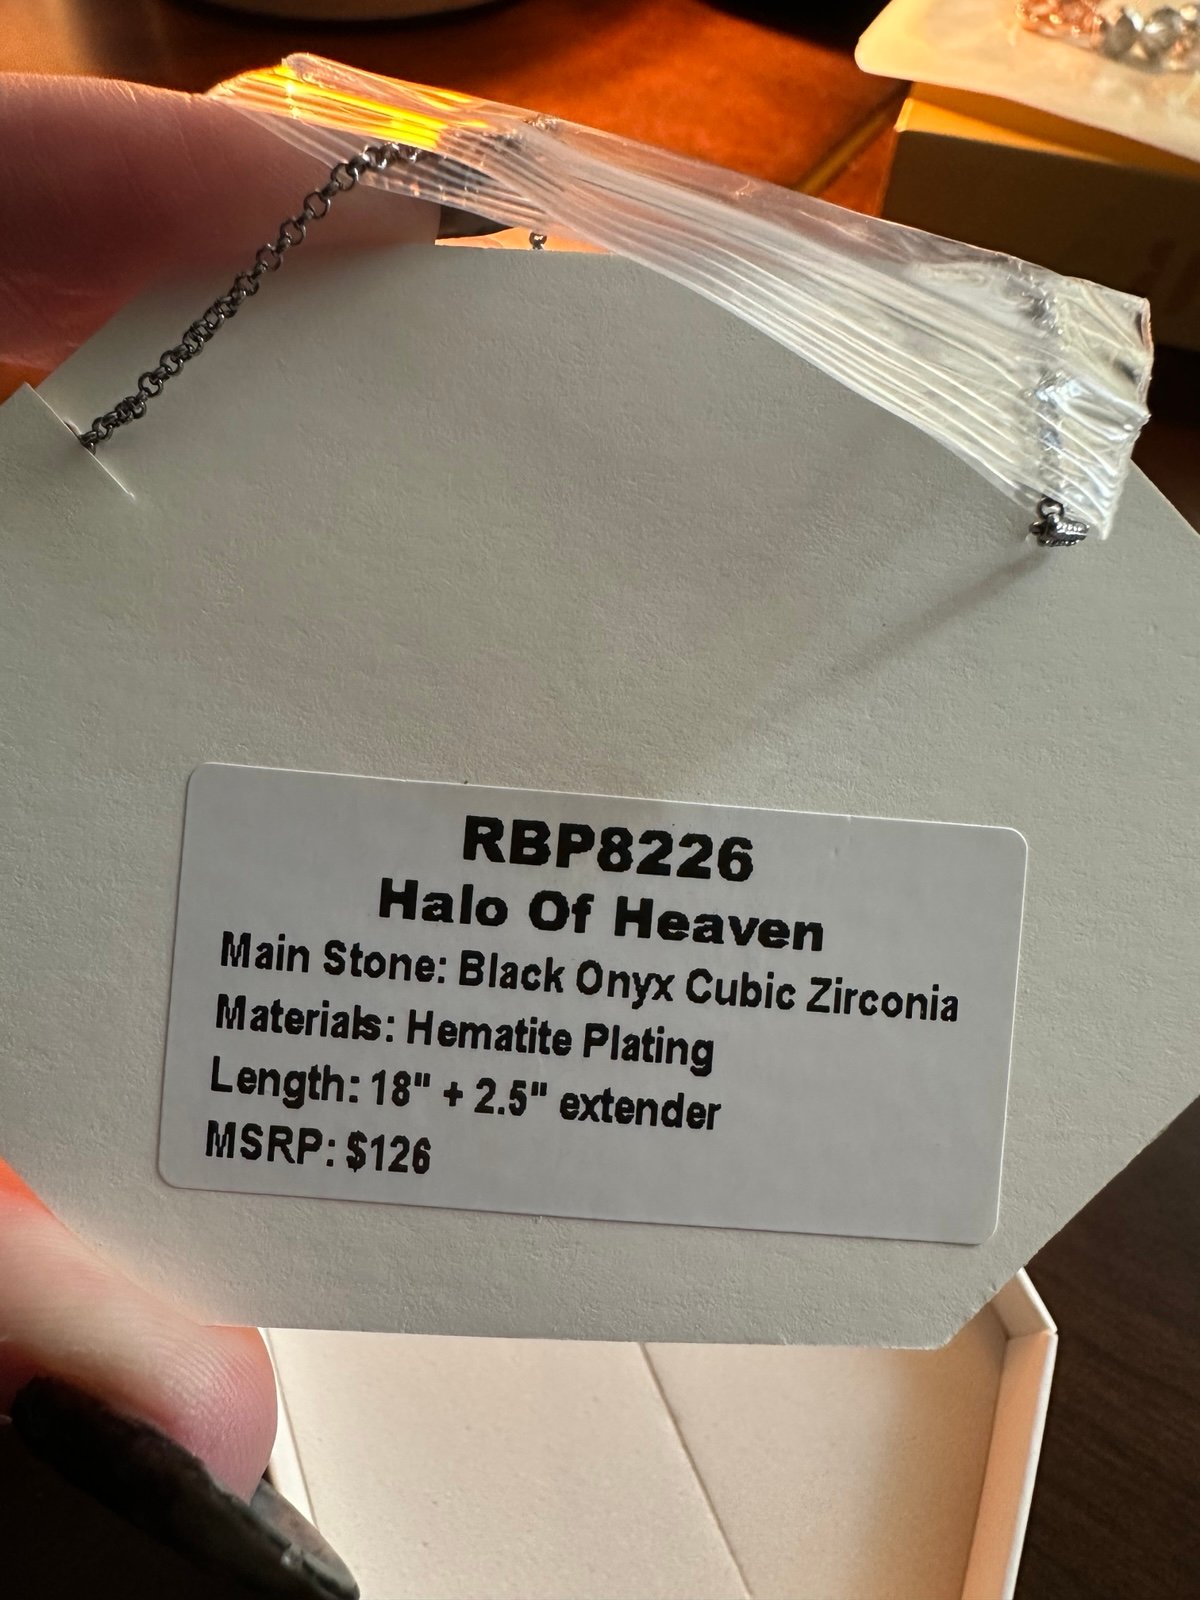 RBP8226
Halo Of Heaven
Main Stone: Black Onyx Cubic Zirconia
Materials: Hematite Plating
Length: 18" + 2.5" extender
MSRP: $126